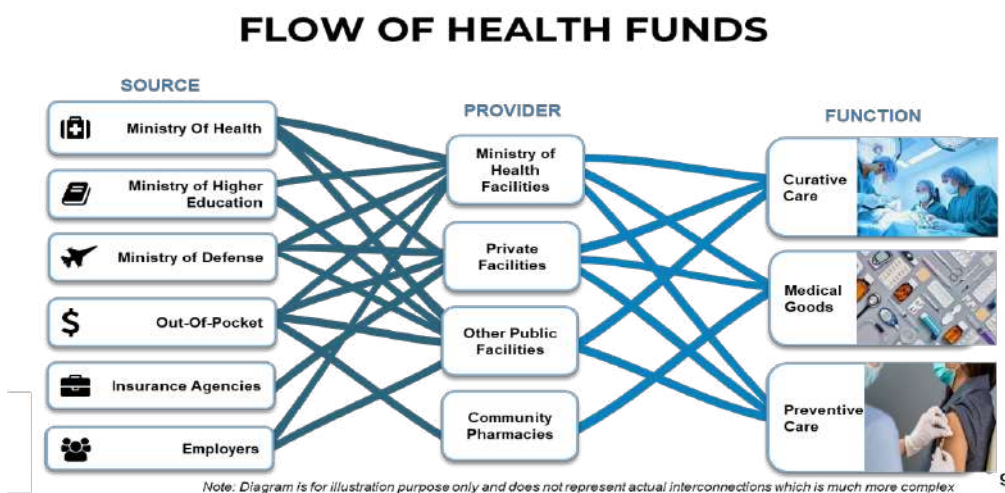 FLOW OF HEALTH FUNDS
SOURCE
Ministry Of Health
Ministry of Higher
Education
Ministry of Defense
Out-Of-Pocket
Insurance Agencies
Employers
PROVIDER
Ministry of
Health
Facilities
Private
Facilities
Other Public
Facilities
Community
Pharmacies
FUNCTION
Curative
Care
Medical
Goods
Preventive
Care
Note: Diagram is for illustration purpose only and does not represent actual interconnections which is much more complex